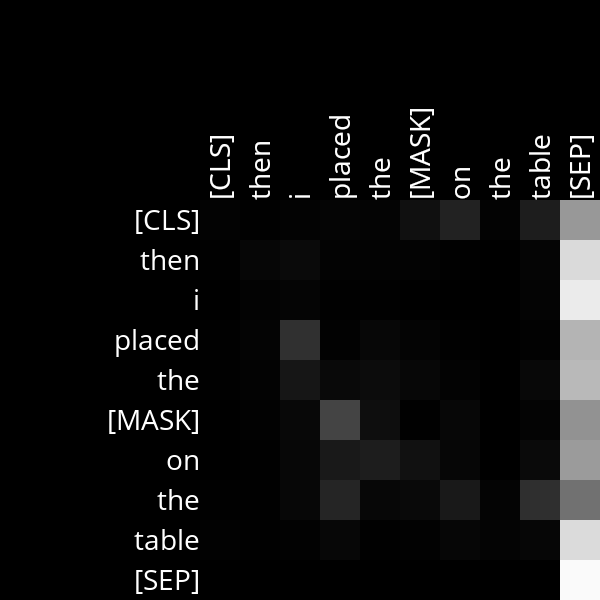 [CLS] then i placed the [MASK] on the table [SEP]
[CLS]
then
i
placed
the
[MASK]
on
the
table
[SEP]